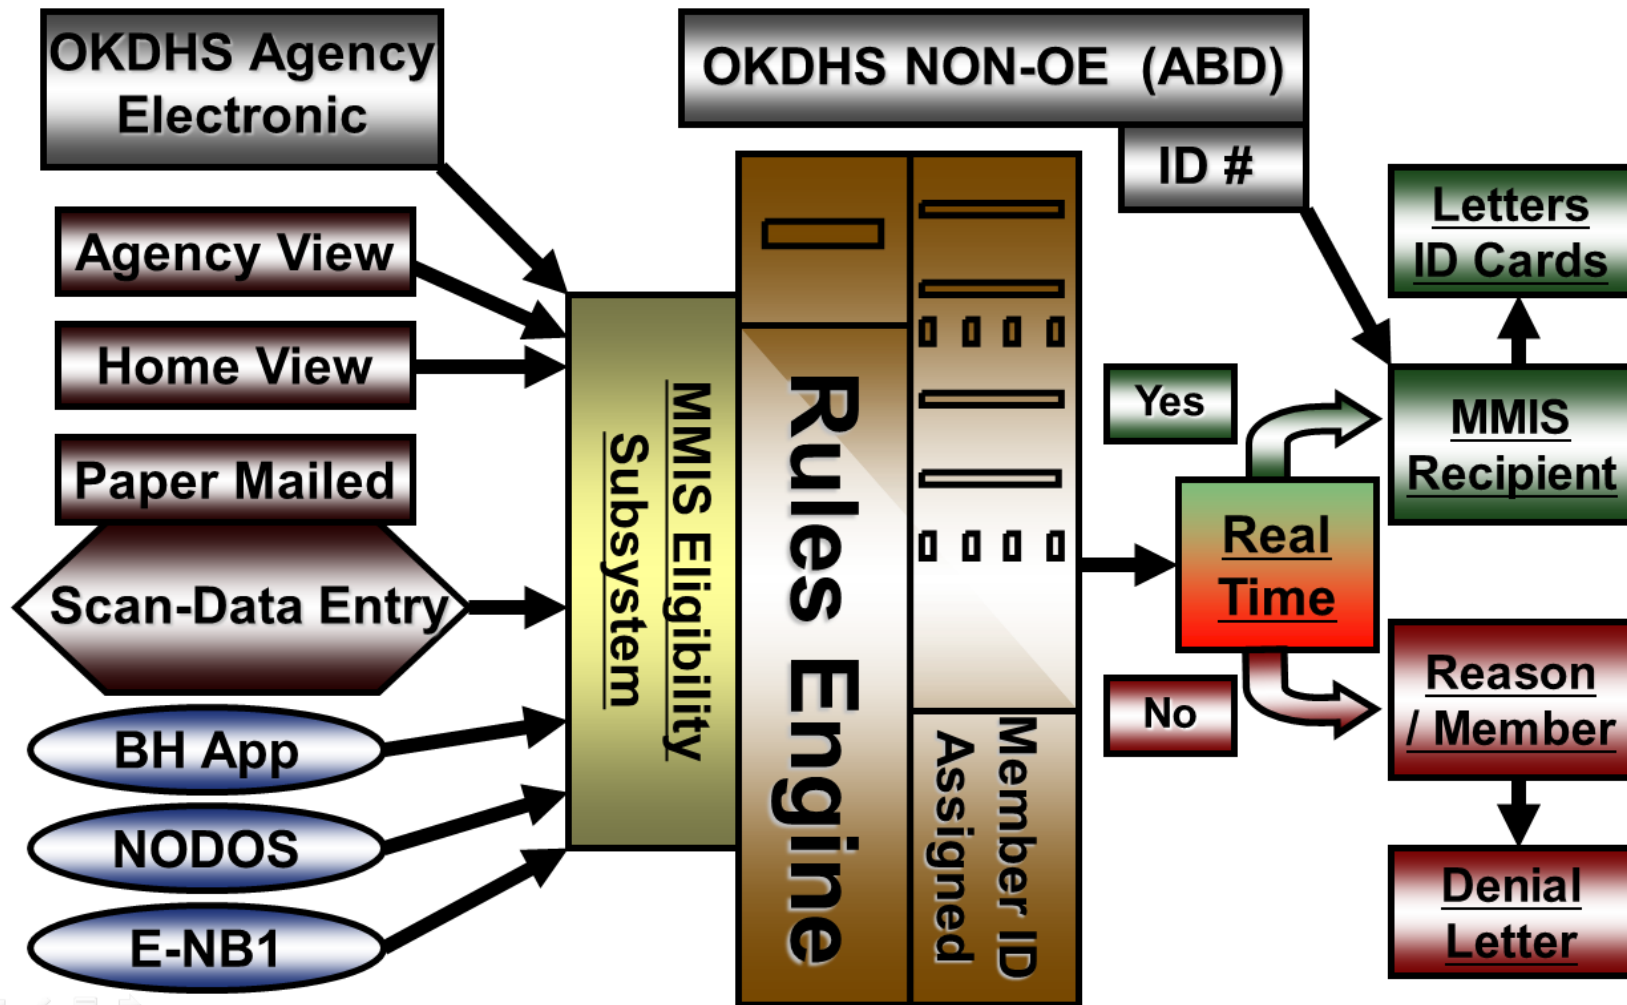 OKDHS Agency
Electronic
OKDHS NON-OE (ABD)
ID #
Agency View
Home View
Paper Mailed
Scan-Data Entry
BH App
NODOS
E-NB1
MMIS Eligibility
Subsystem
Rules Engine
Member ID
Assigned
Yes
No
Real
Time
Letters
ID Cards
MMIS
Recipient
Reason
/ Member
Denial
Letter